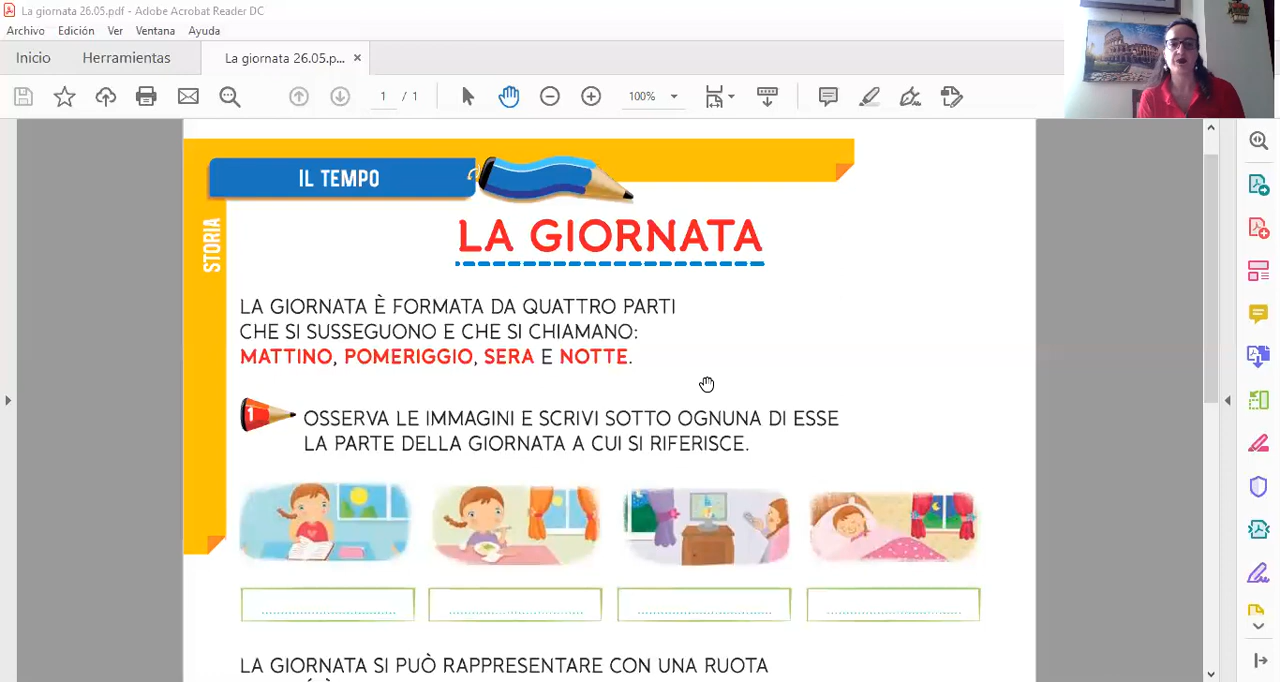 La giornata 26.05.pdf - Adobe Acrobat Reader DC
Archivo Edición Ver Ventana Ayuda
Inicio Herramientas La giornata 26.05.p... ×
1 / 1 100%
IL TEMPO
STORIA
LA GIORNATA
LA GIORNATA È FORMATA DA QUATTRO PARTI
CHE SI SUSSEGUONO E CHE SI CHIAMANO:
MATTINO, POMERIGGIO, SERA E NOTTE.
1 OSSERVA LE IMMAGINI E SCRIVI SOTTO OGNUNA DI ESSE
LA PARTE DELLA GIORNATA A CUI SI RIFERISCE.
LA GIORNATA SI PUÒ RAPPRESENTARE CON UNA RUOTA